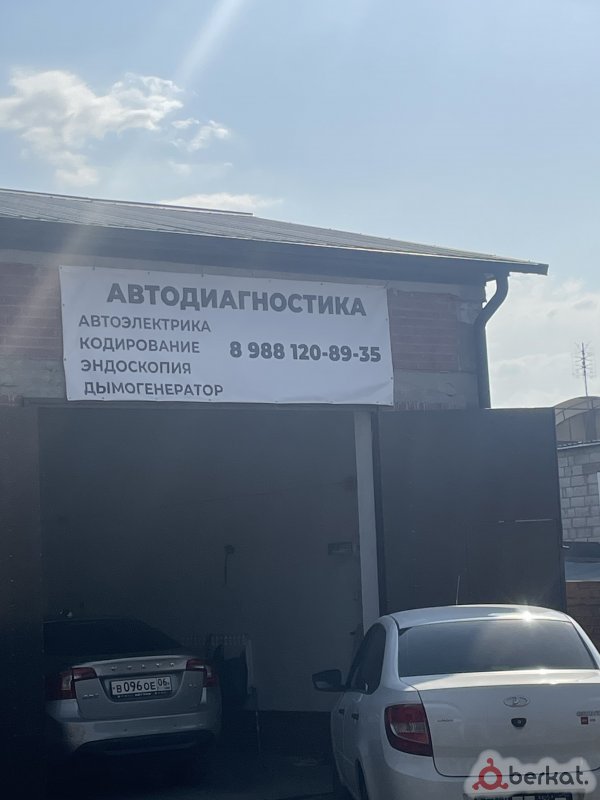 АВТОДИАГНОСТИКА
АВТОЭЛЕКТРИКА
КОДИРОВАНИЕ
ЭНДОСКОПИЯ
ДЫМОГЕНЕРАТОР
8 988 120-89-35
В 096 ОЕ 06
berkat.